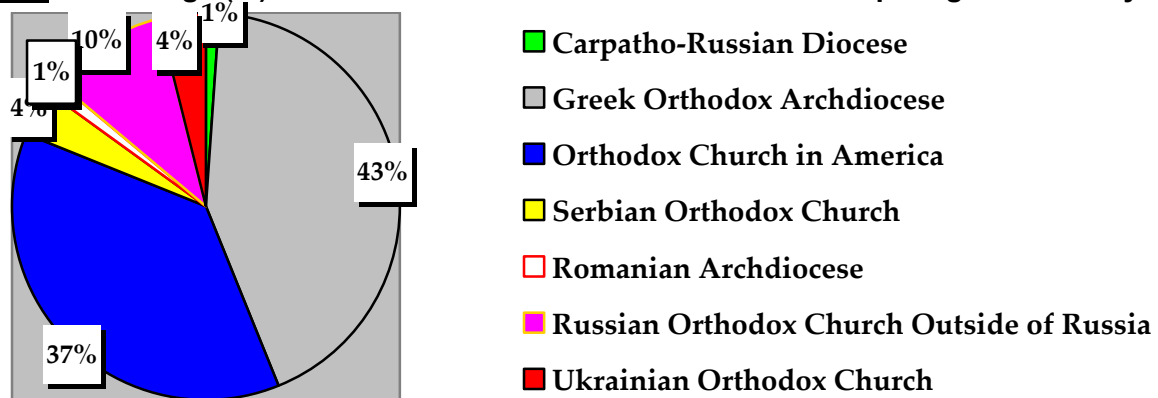 1%
10%
4%
1%
4%
43%
37%
Carpatho-Russian Diocese
Greek Orthodox Archdiocese
Orthodox Church in America
Serbian Orthodox Church
Romanian Archdiocese
Russian Orthodox Church Outside of Russia
Ukrainian Orthodox Church